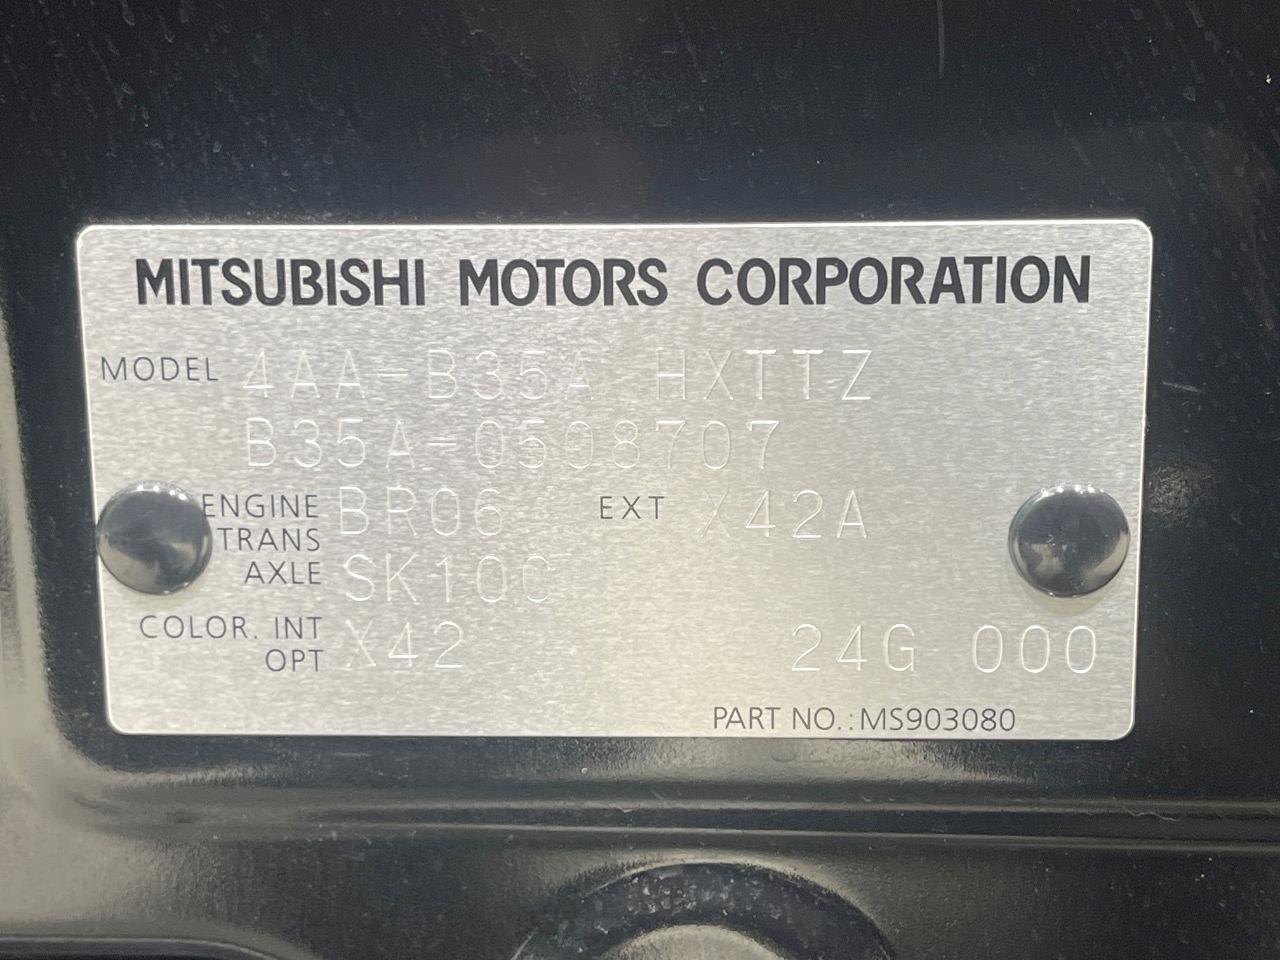 MITSUBISHI MOTORS CORPORATION
MODEL 4AA-B35A HXTTZ
B35A-0508707
ENGINE BR06 EXT X42A
TRANS
AXLE SK10C
COLOR. INT
OPT X42 24G 000
PART NO.: MS903080